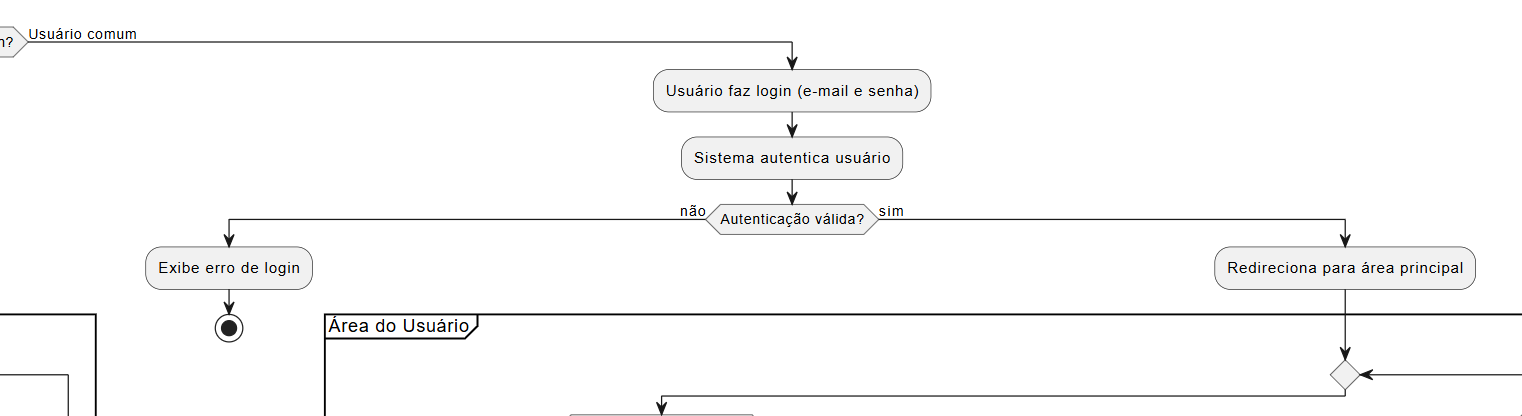 Usuário comum
Usuário faz login (e-mail e senha)
Sistema autentica usuário
não
Autenticação válida?
sim
Exibe erro de login
Redireciona para área principal
Área do Usuário